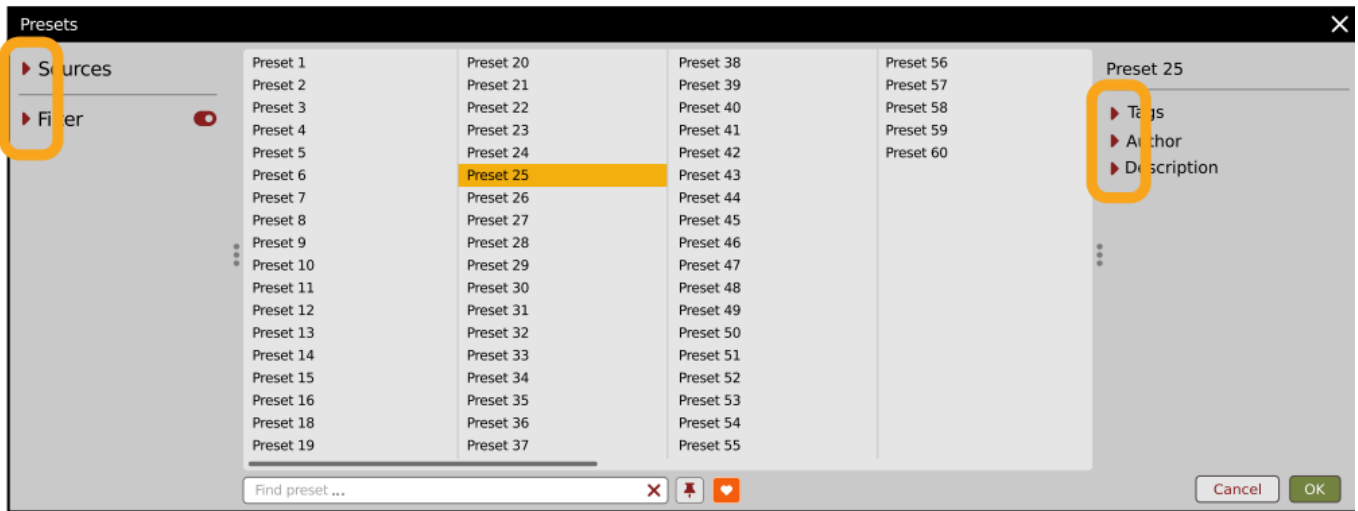 Presets
Sources
Filter
Preset 1
Preset 2
Preset 3
Preset 4
Preset 5
Preset 6
Preset 7
Preset 8
Preset 9
Preset 10
Preset 11
Preset 12
Preset 13
Preset 14
Preset 15
Preset 16
Preset 18
Preset 19
Preset 20
Preset 21
Preset 22
Preset 23
Preset 24
Preset 25
Preset 26
Preset 27
Preset 28
Preset 29
Preset 30
Preset 31
Preset 32
Preset 33
Preset 34
Preset 35
Preset 36
Preset 37
Preset 38
Preset 39
Preset 40
Preset 41
Preset 42
Preset 43
Preset 44
Preset 45
Preset 46
Preset 47
Preset 48
Preset 49
Preset 50
Preset 51
Preset 52
Preset 53
Preset 54
Preset 55
Preset 56
Preset 57
Preset 58
Preset 59
Preset 60
Preset 25
Tags
Author
Description
Find preset ...
Cancel
OK